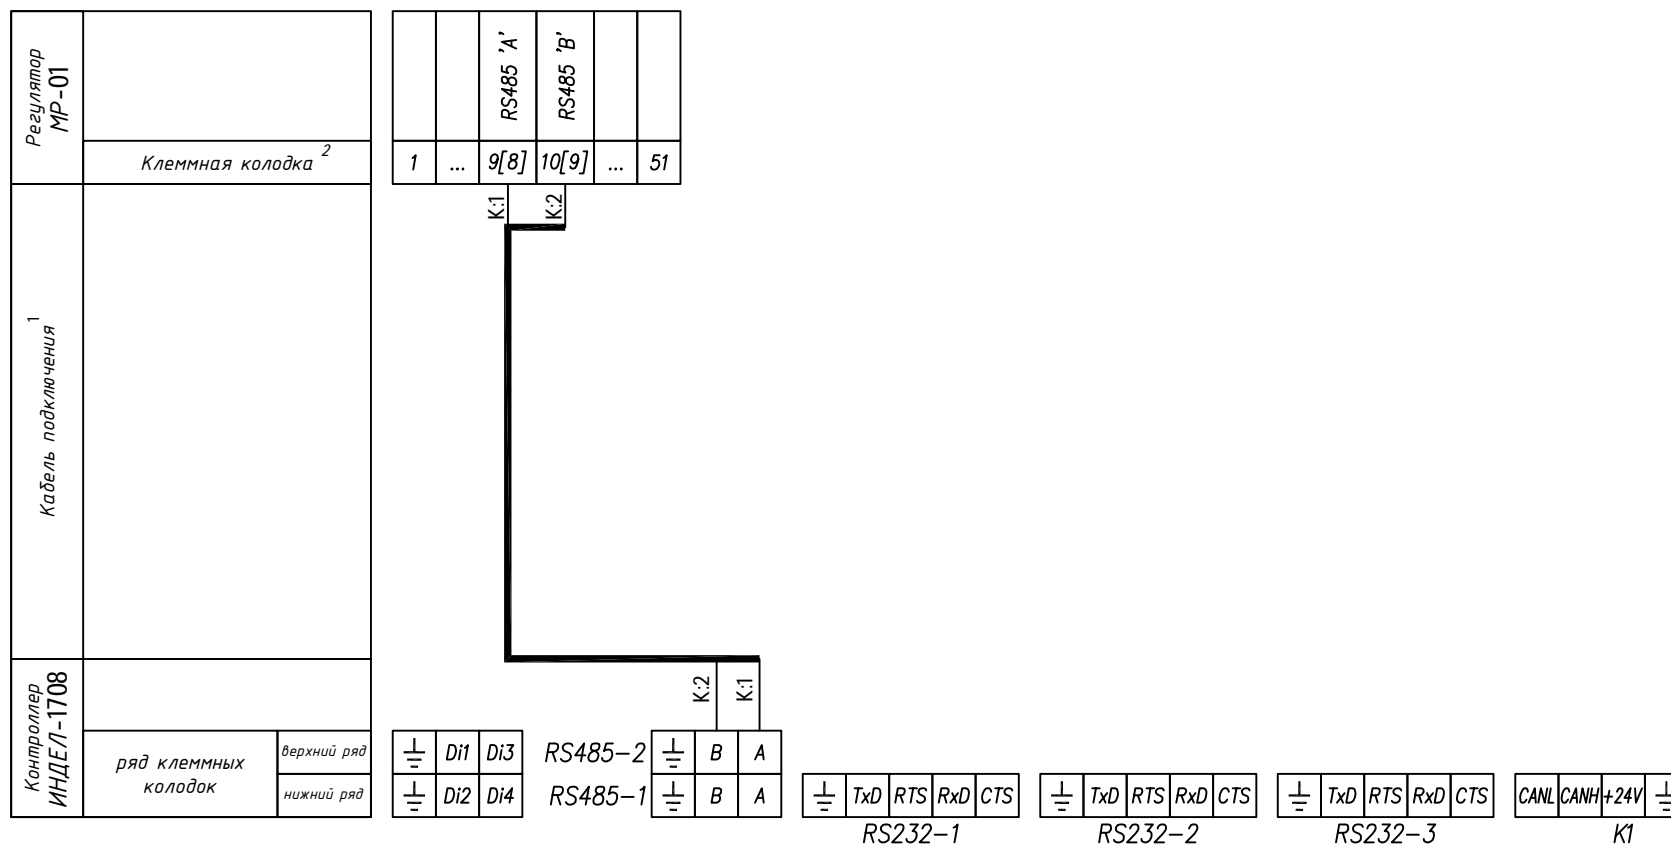 Регулятор
МР-01
RS485 'A'
RS485 'B'
Клеммная колодка 2
1 ... 9[8] 10[9] ... 51
К:1 К:2
Кабель подключения 1
К:2 К:1
Контроллер
ИНДЕЛ-1708
ряд клеммных
колодок
верхний ряд
нижний ряд
Di1 Di3 RS485-2 B A
Di2 Di4 RS485-1 B A
TxD RTS RxD CTS
RS232-1
TxD RTS RxD CTS
RS232-2
TxD RTS RxD CTS
RS232-3
CANL CANH +24V
K1